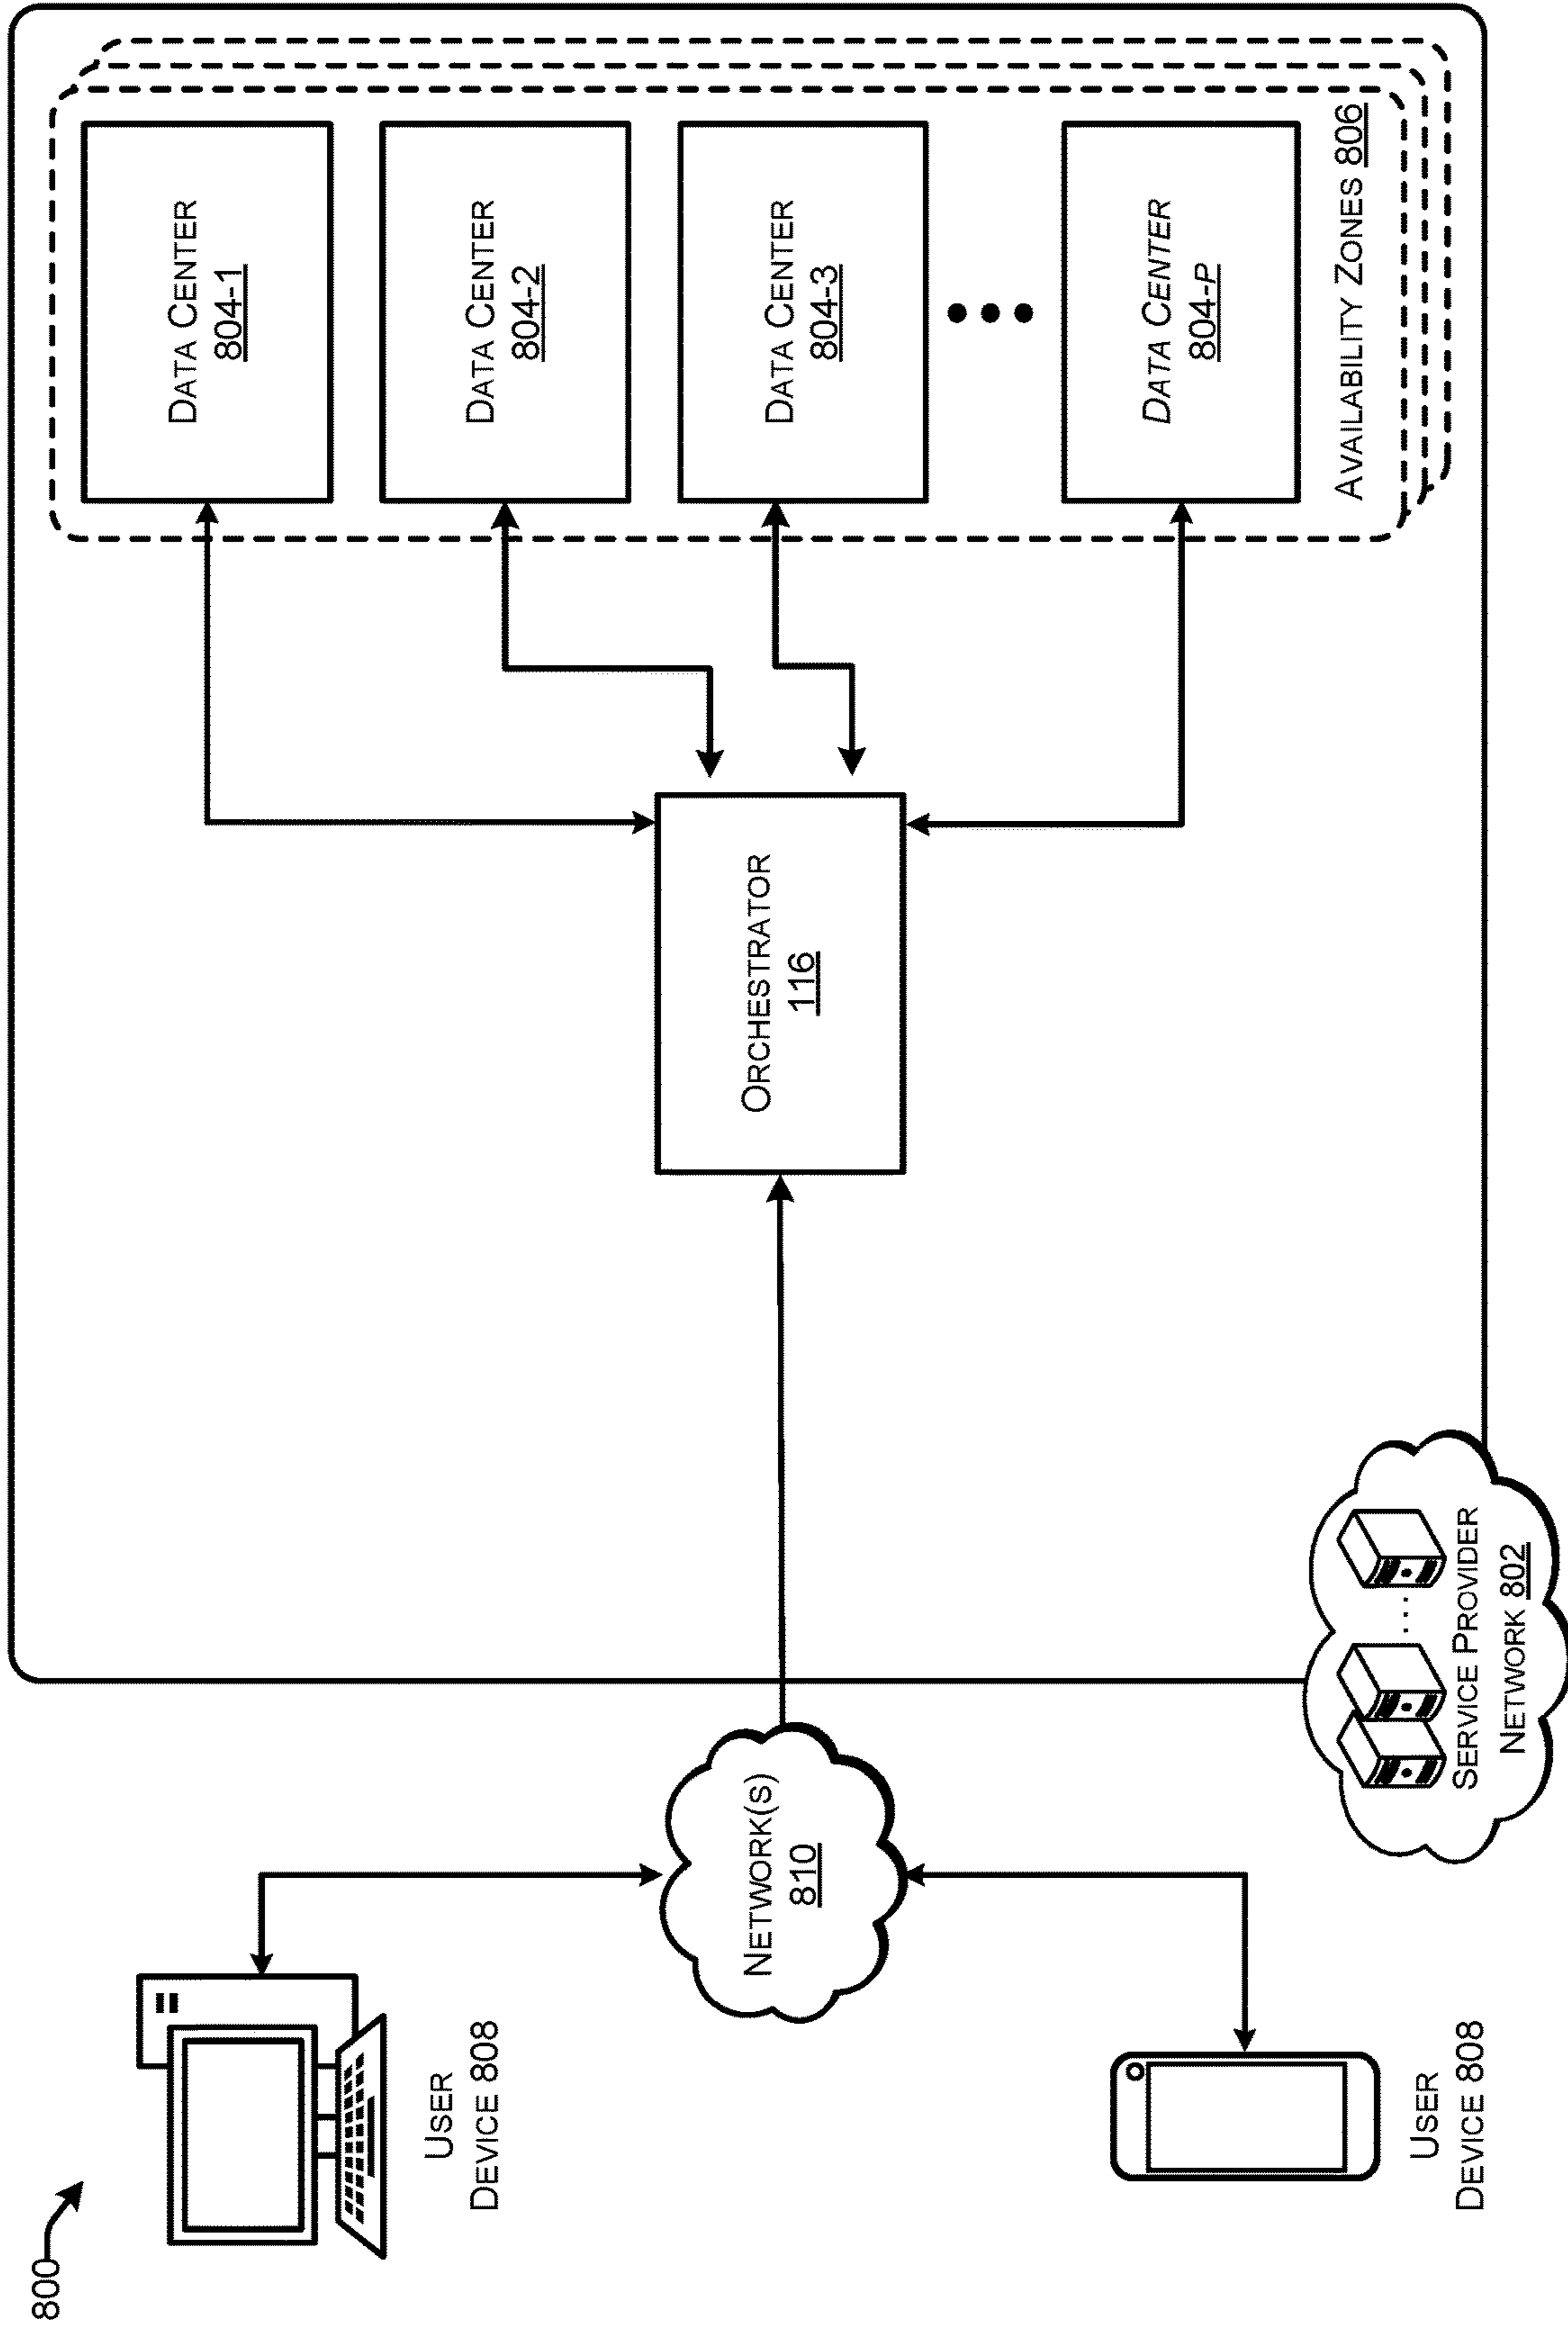 800
USER
DEVICE 808
USER
DEVICE 808
NETWORK(S)
810
SERVICE PROVIDER
NETWORK 802
ORCHESTRATOR
116
DATA CENTER
804-1
DATA CENTER
804-2
DATA CENTER
804-3
DATA CENTER
804-P
AVAILABILITY ZONES 806